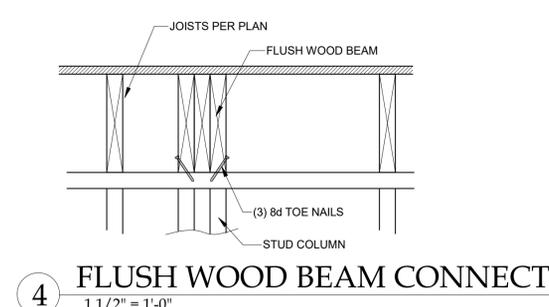 JOISTS PER PLAN
FLUSH WOOD BEAM
(3) 8d TOE NAILS
STUD COLUMN
4
FLUSH WOOD BEAM CONNECT
1 1/2" = 1'-0"